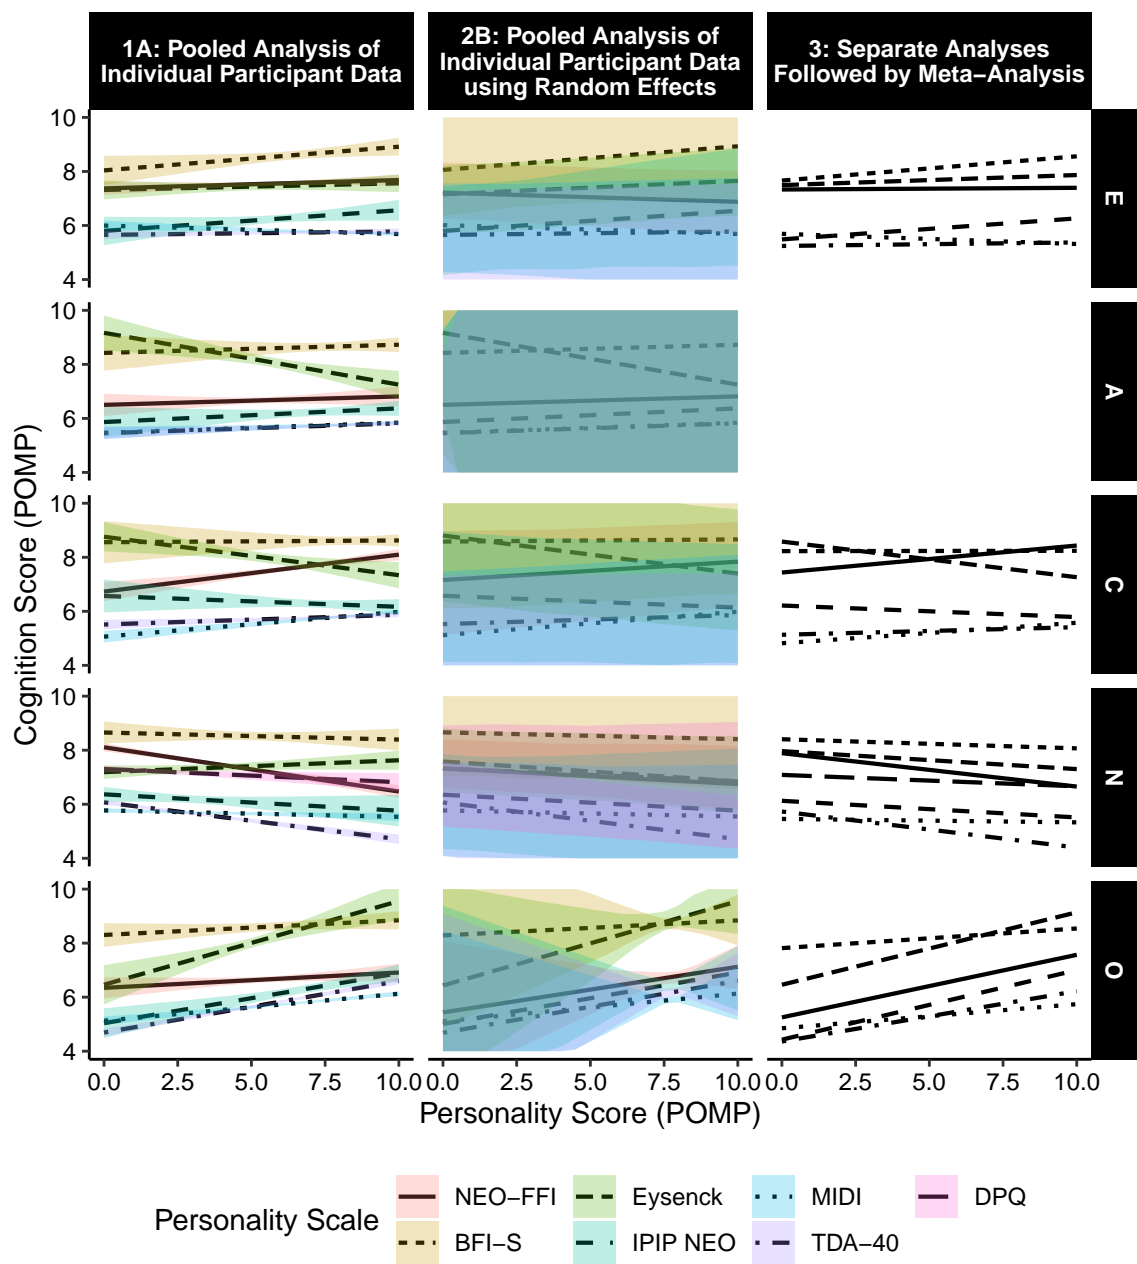 1A: Pooled Analysis of
Individual Participant Data
2B: Pooled Analysis of
Individual Participant Data
using Random Effects
3: Separate Analyses
Followed by Meta−Analysis
Cognition Score (POMP)
10
8
6
4
E
10
8
6
4
A
10
8
6
4
C
10
8
6
4
N
10
8
6
4
O
0.0 2.5 5.0 7.5 10.0
0.0 2.5 5.0 7.5 10.0
0.0 2.5 5.0 7.5 10.0
Personality Score (POMP)
Personality Scale
NEO−FFI
Eysenck
MIDI
DPQ
BFI−S
IPIP NEO
TDA−40